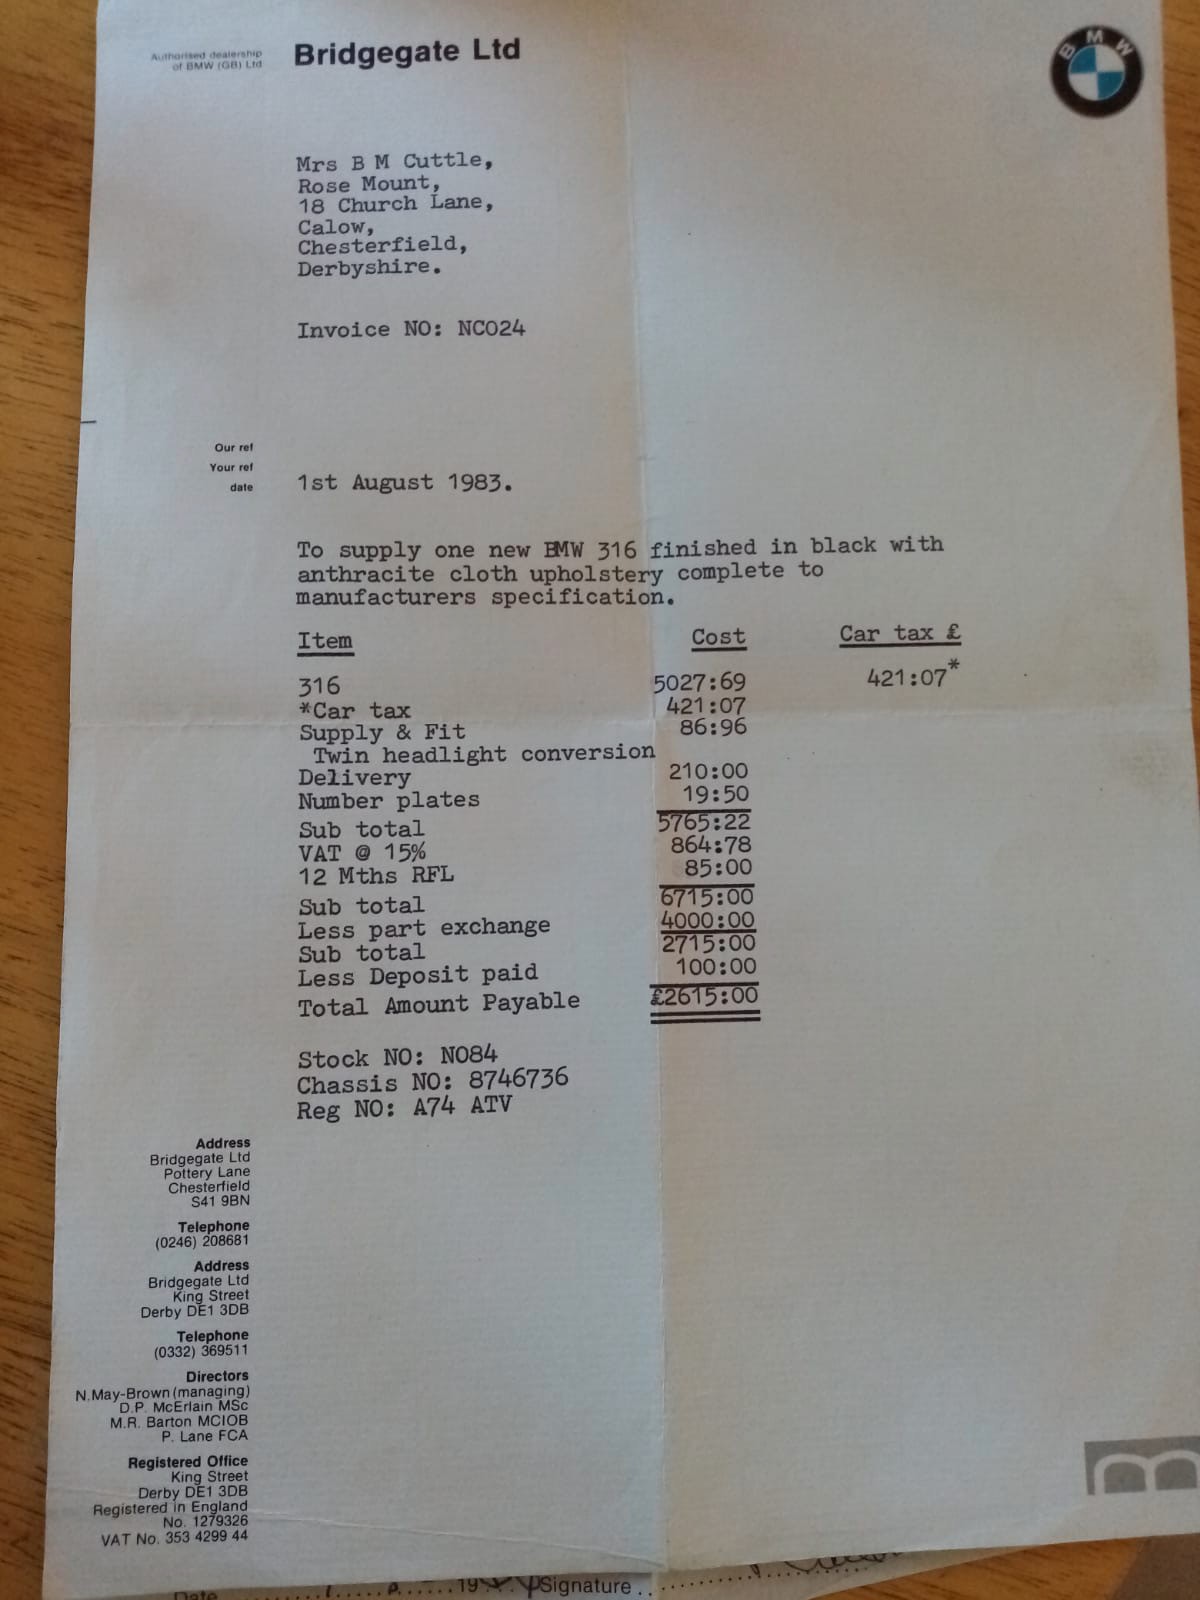 Authorised dealership
of BMW (GB) Ltd
Bridgegate Ltd
BMW
Mrs B M Cuttle,
Rose Mount,
18 Church Lane,
Calow,
Chesterfield,
Derbyshire.
Invoice NO: NC024
Our ref
Your ref
date
1st August 1983.
To supply one new BMW 316 finished in black with
anthracite cloth upholstery complete to
manufacturers specification.
Item Cost Car tax £
316 5027:69 421:07*
*Car tax 421:07
Supply & Fit 86:96
Twin headlight conversion
Delivery 210:00
Number plates 19:50
Sub total 5765:22
VAT @ 15% 864:78
12 Mths RFL 85:00
Sub total 6715:00
Less part exchange 4000:00
Sub total 2715:00
Less Deposit paid 100:00
Total Amount Payable £2615:00
Stock NO: N084
Chassis NO: 8746736
Reg NO: A74 ATV
Address
Bridgegate Ltd
Pottery Lane
Chesterfield
S41 9BN
Telephone
(0246) 208681
Address
Bridgegate Ltd
King Street
Derby DE1 3DB
Telephone
(0332) 369511
Directors
N.May-Brown (managing)
D.P. McErlain MSc
M.R. Barton MCIOB
P. Lane FCA
Registered Office
King Street
Derby DE1 3DB
Registered in England
No. 1279326
VAT No. 353 4299 44
B
Date 19 Signature